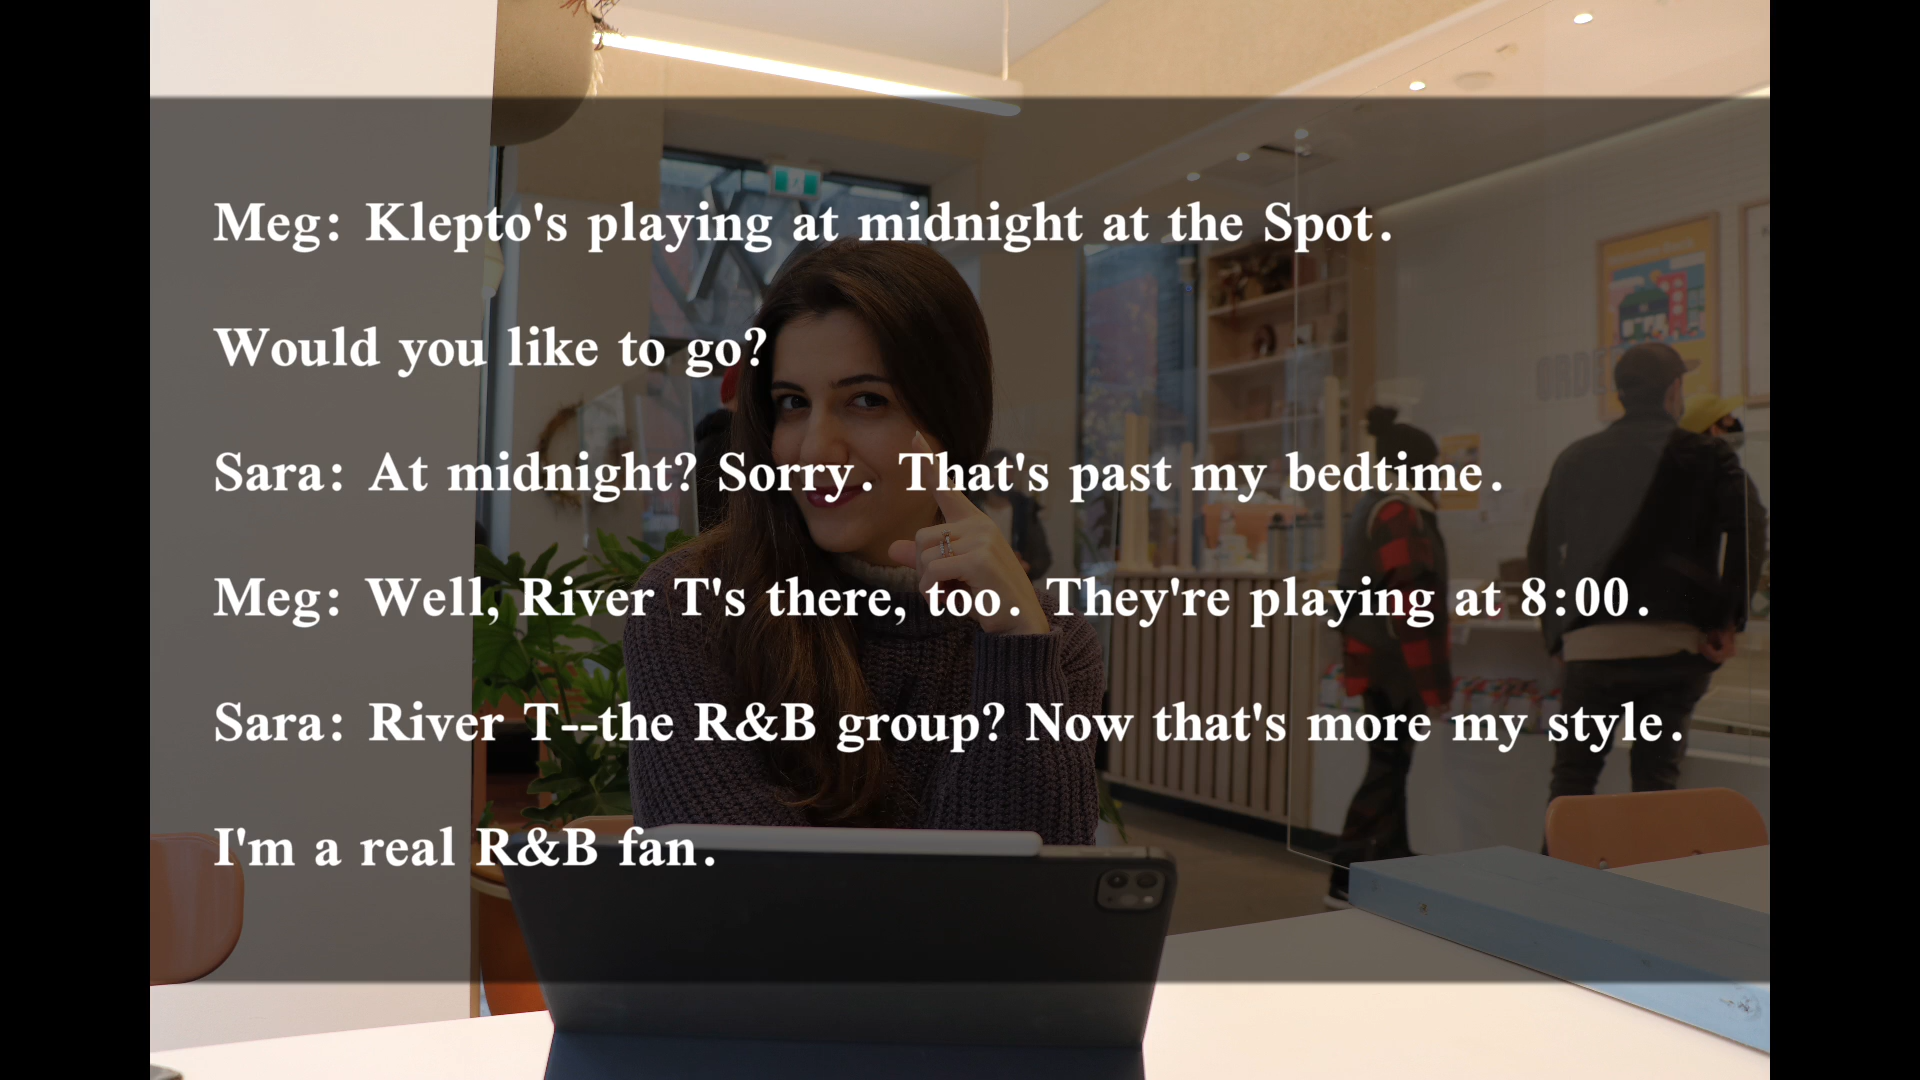 Meg: Klepto's playing at midnight at the Spot.
Would you like to go?
Sara: At midnight? Sorry. That's past my bedtime.
Meg: Well, River T's there, too. They're playing at 8:00.
Sara: River T--the R&B group? Now that's more my style.
I'm a real R&B fan.